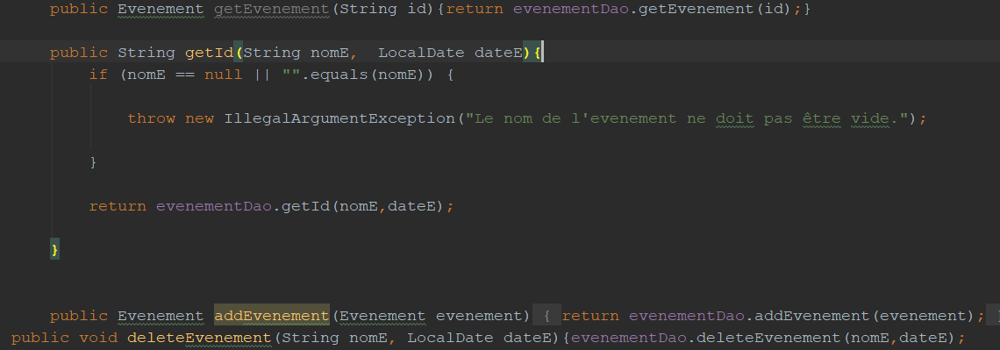 public Evenement getEvenement(String id){return evenementDao.getEvenement(id);}
public String getId(String nomE,  LocalDate dateE){
if (nomE == null || "".equals(nomE)) {
throw new IllegalArgumentException("Le nom de l'evenement ne doit pas être vide.");
}
return evenementDao.getId(nomE,dateE);
}
public Evenement addEvenement(Evenement evenement) { return evenementDao.addEvenement(evenement); }
public void deleteEvenement(String nomE, LocalDate dateE){evenementDao.deleteEvenement(nomE,dateE);